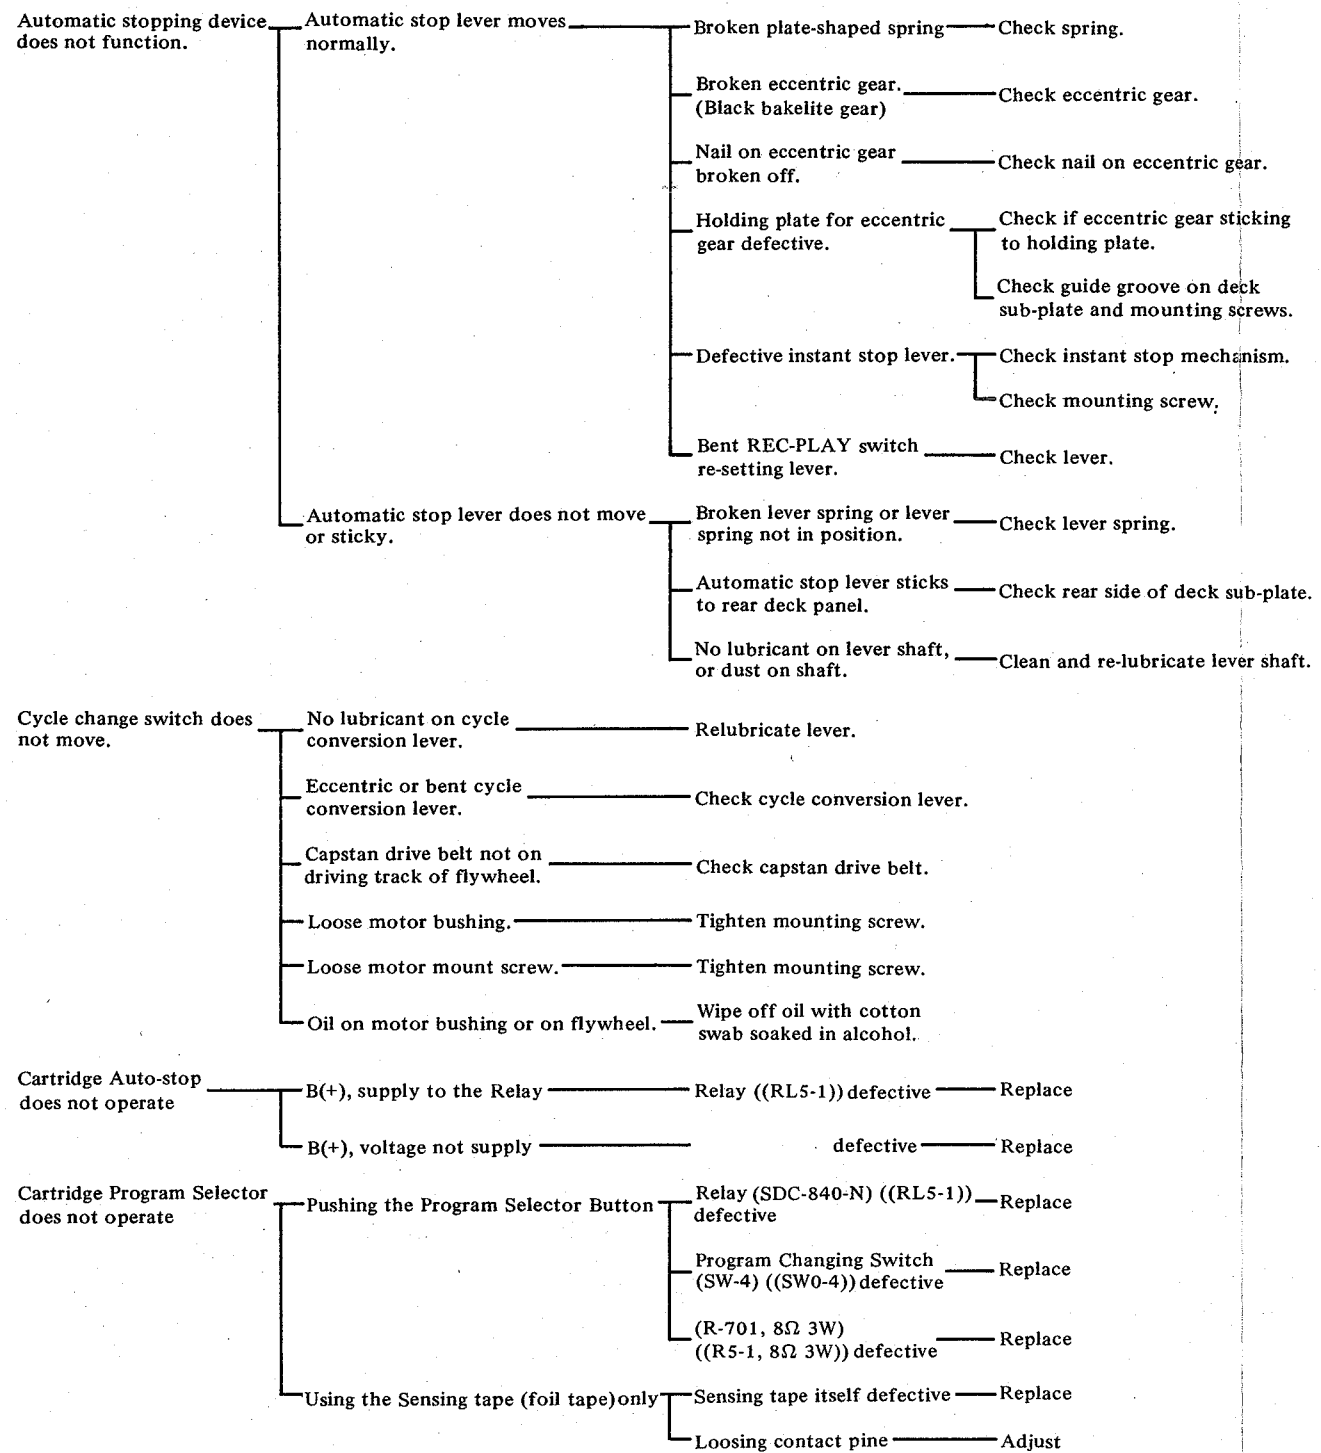 Automatic stopping device
does not function.
Automatic stop lever moves
normally.
Broken plate-shaped spring
Check spring.
Broken eccentric gear.
(Black bakelite gear)
Check eccentric gear.
Nail on eccentric gear
broken off.
Check nail on eccentric gear.
Holding plate for eccentric
gear defective.
Check if eccentric gear sticking
to holding plate.
Check guide groove on deck
sub-plate and mounting screws.
Defective instant stop lever.
Check instant stop mechanism.
Check mounting screw.
Bent REC-PLAY switch
re-setting lever.
Check lever.
Automatic stop lever does not move
or sticky.
Broken lever spring or lever
spring not in position.
Check lever spring.
Automatic stop lever sticks
to rear deck panel.
Check rear side of deck sub-plate.
No lubricant on lever shaft,
or dust on shaft.
Clean and re-lubricate lever shaft.
Cycle change switch does
not move.
No lubricant on cycle
conversion lever.
Relubricate lever.
Eccentric or bent cycle
conversion lever.
Check cycle conversion lever.
Capstan drive belt not on
driving track of flywheel.
Check capstan drive belt.
Loose motor bushing.
Tighten mounting screw.
Loose motor mount screw.
Tighten mounting screw.
Oil on motor bushing or on flywheel.
Wipe off oil with cotton
swab soaked in alcohol.
Cartridge Auto-stop
does not operate
B(+), supply to the Relay
Relay ((RL5-1)) defective
Replace
B(+), voltage not supply
defective
Replace
Cartridge Program Selector
does not operate
Pushing the Program Selector Button
Relay (SDC-840-N) ((RL5-1))
defective
Replace
Program Changing Switch
(SW-4) ((SW0-4)) defective
Replace
(R-701, 8Ω 3W)
((R5-1, 8Ω 3W)) defective
Replace
Using the Sensing tape (foil tape) only
Sensing tape itself defective
Replace
Loosing contact pine
Adjust